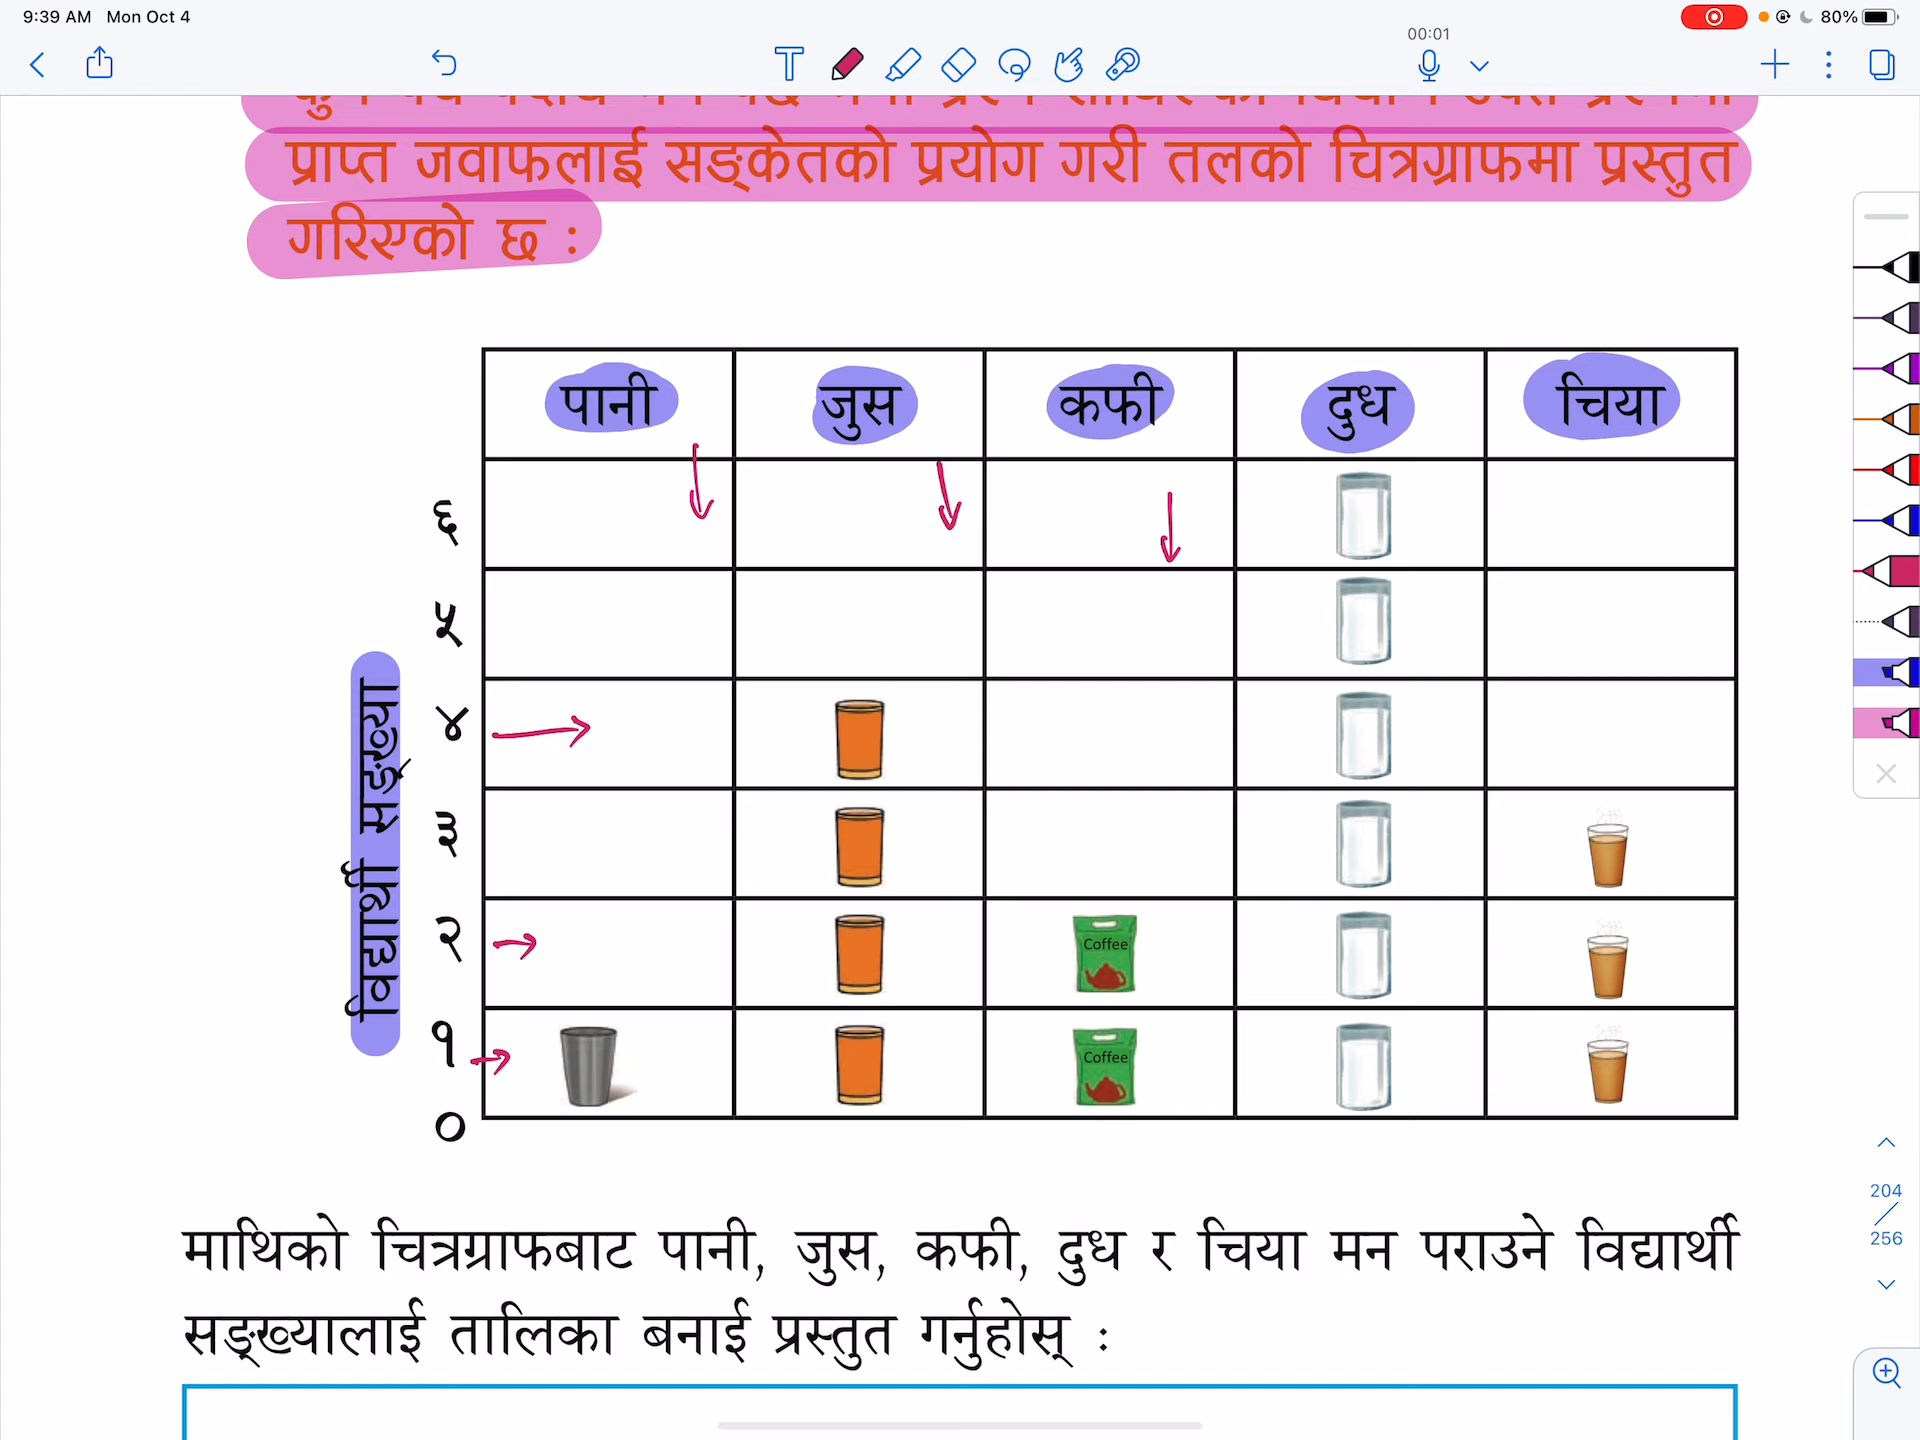 9:39 AM Mon Oct 4
80%
00:01
प्राप्त जवाफलाई सङ्केतको प्रयोग गरी तलको चित्रग्राफमा प्रस्तुत
गरिएको छ :
पानी जुस कफी दुध चिया
६
५
४
३
२
१
०
विद्यार्थी सङ्ख्या
Coffee
Coffee
माथिको चित्रग्राफबाट पानी, जुस, कफी, दुध र चिया मन पराउने विद्यार्थी
सङ्ख्यालाई तालिका बनाई प्रस्तुत गर्नुहोस् :
204
256